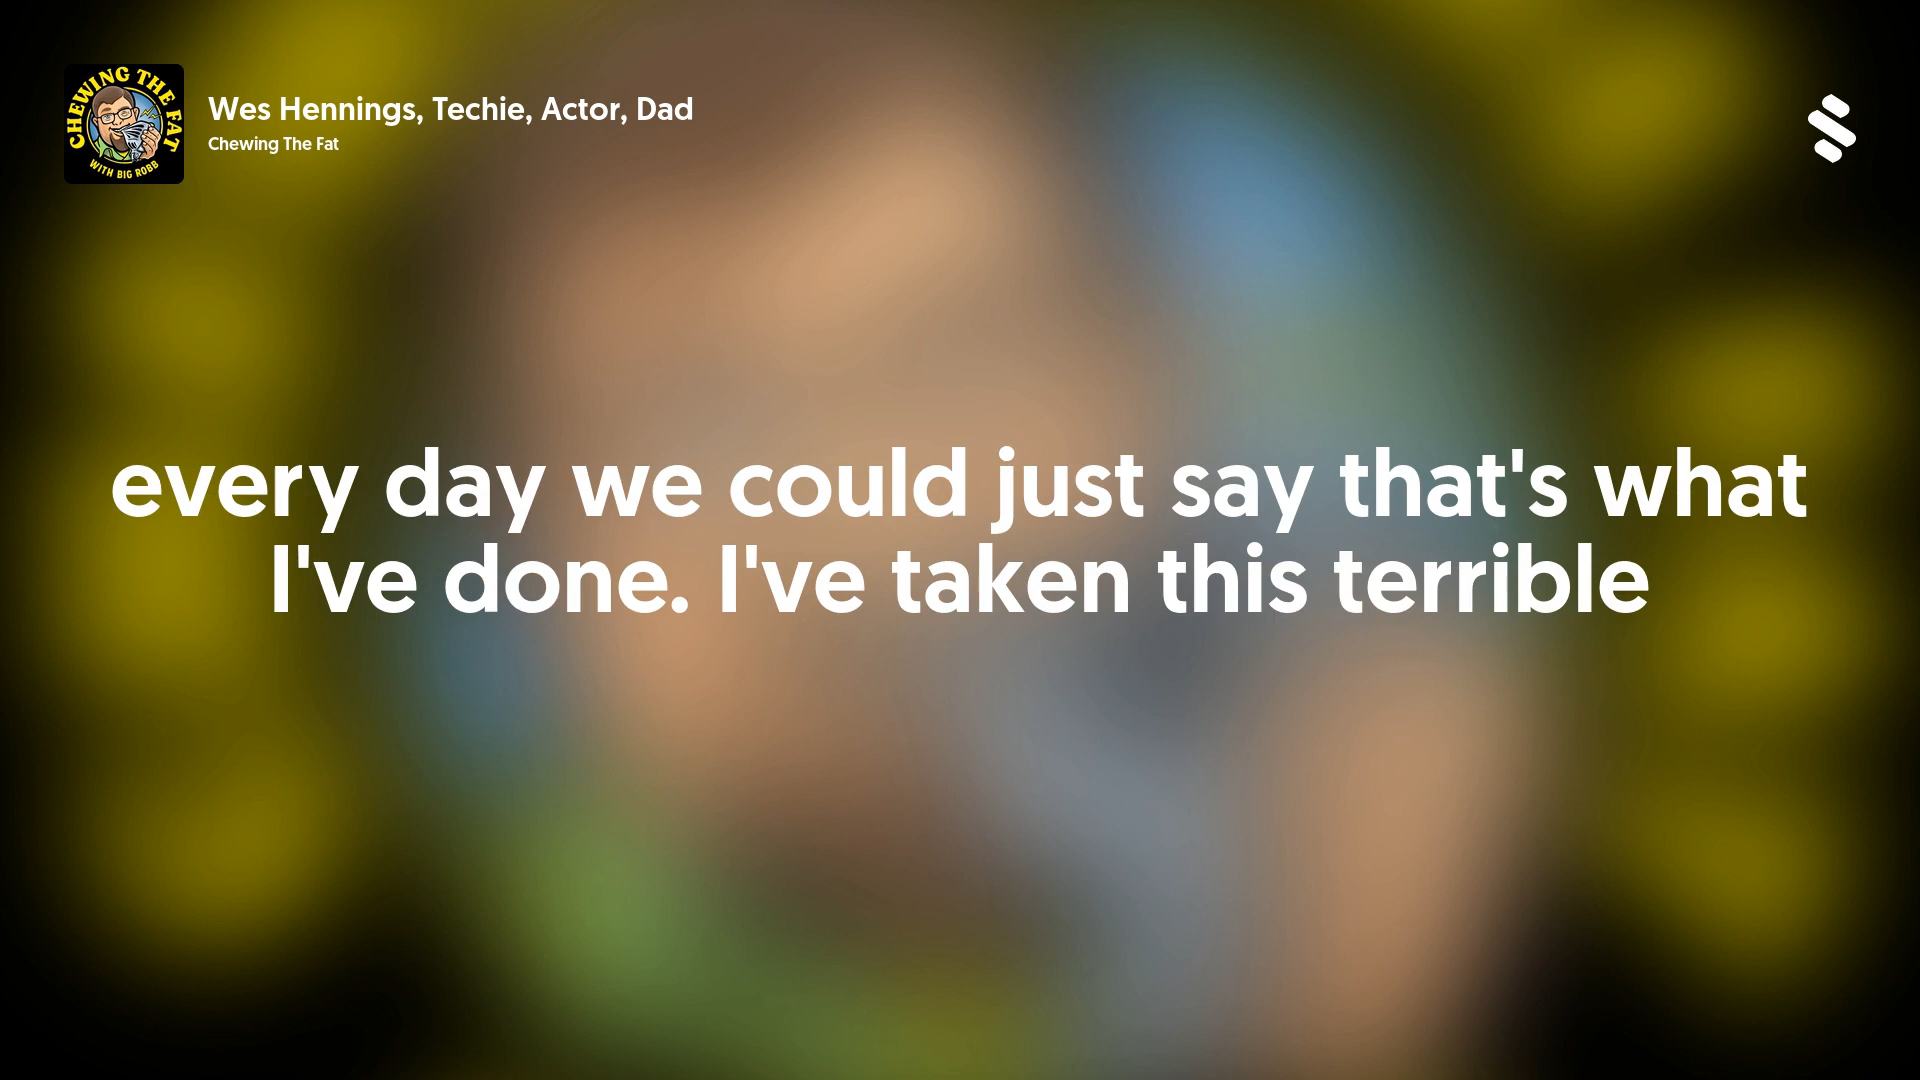 CHEWING THE FAT
WITH BIG ROBB
Wes Hennings, Techie, Actor, Dad
Chewing The Fat
every day we could just say that's what
I've done. I've taken this terrible